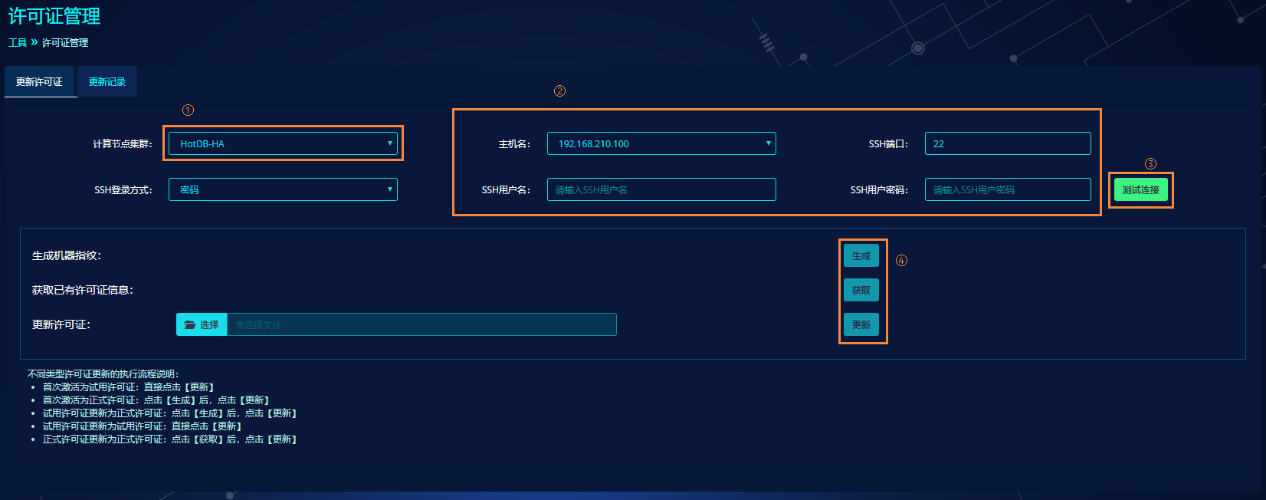 许可证管理
工具 » 许可证管理
更新许可证 更新记录
① ②
计算节点集群： HotDB-HA 主机名： 192.168.210.100 SSH端口： 22
③
SSH登录方式： 密码 SSH用户名： 请输入SSH用户名 SSH用户密码： 请输入SSH用户密码 测试连接
生成机器指纹： 生成 ④
获取已有许可证信息： 获取
更新许可证： 选择 未选择文件 更新
不同类型许可证更新的执行流程说明：
• 首次激活为试用许可证：直接点击【更新】
• 首次激活为正式许可证：点击【生成】后，点击【更新】
• 试用许可证更新为正式许可证：点击【生成】后，点击【更新】
• 试用许可证更新为试用许可证：直接点击【更新】
• 正式许可证更新为正式许可证：点击【获取】后，点击【更新】